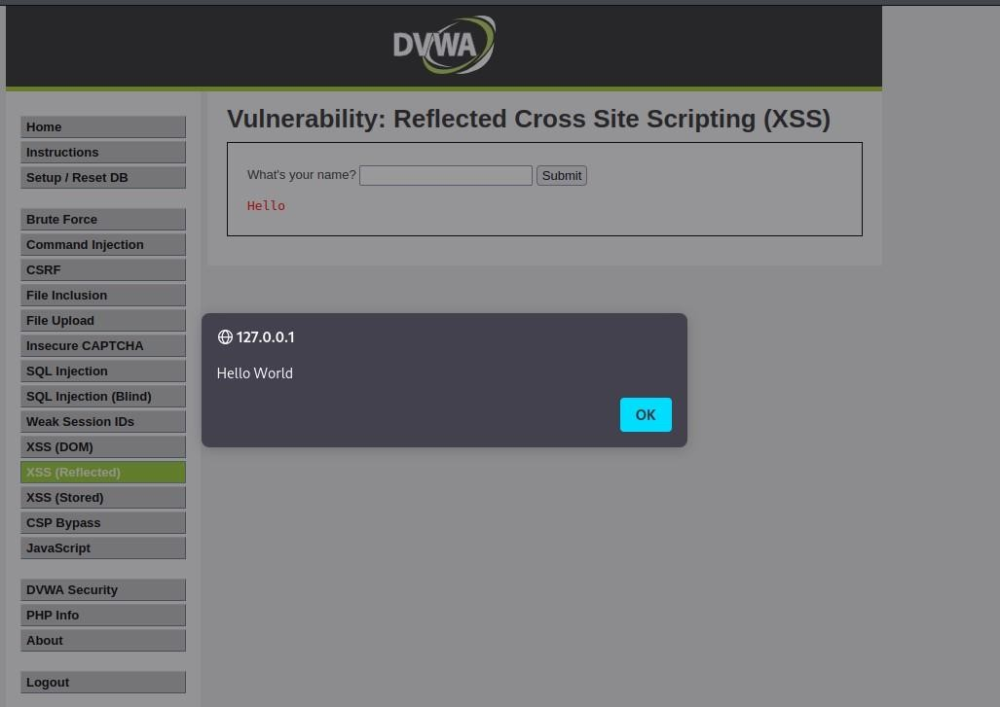 DVWA
Home
Instructions
Setup / Reset DB
Brute Force
Command Injection
CSRF
File Inclusion
File Upload
Insecure CAPTCHA
SQL Injection
SQL Injection (Blind)
Weak Session IDs
XSS (DOM)
XSS (Reflected)
XSS (Stored)
CSP Bypass
JavaScript
DVWA Security
PHP Info
About
Logout
Vulnerability: Reflected Cross Site Scripting (XSS)
What's your name? Submit
Hello
127.0.0.1
Hello World
OK